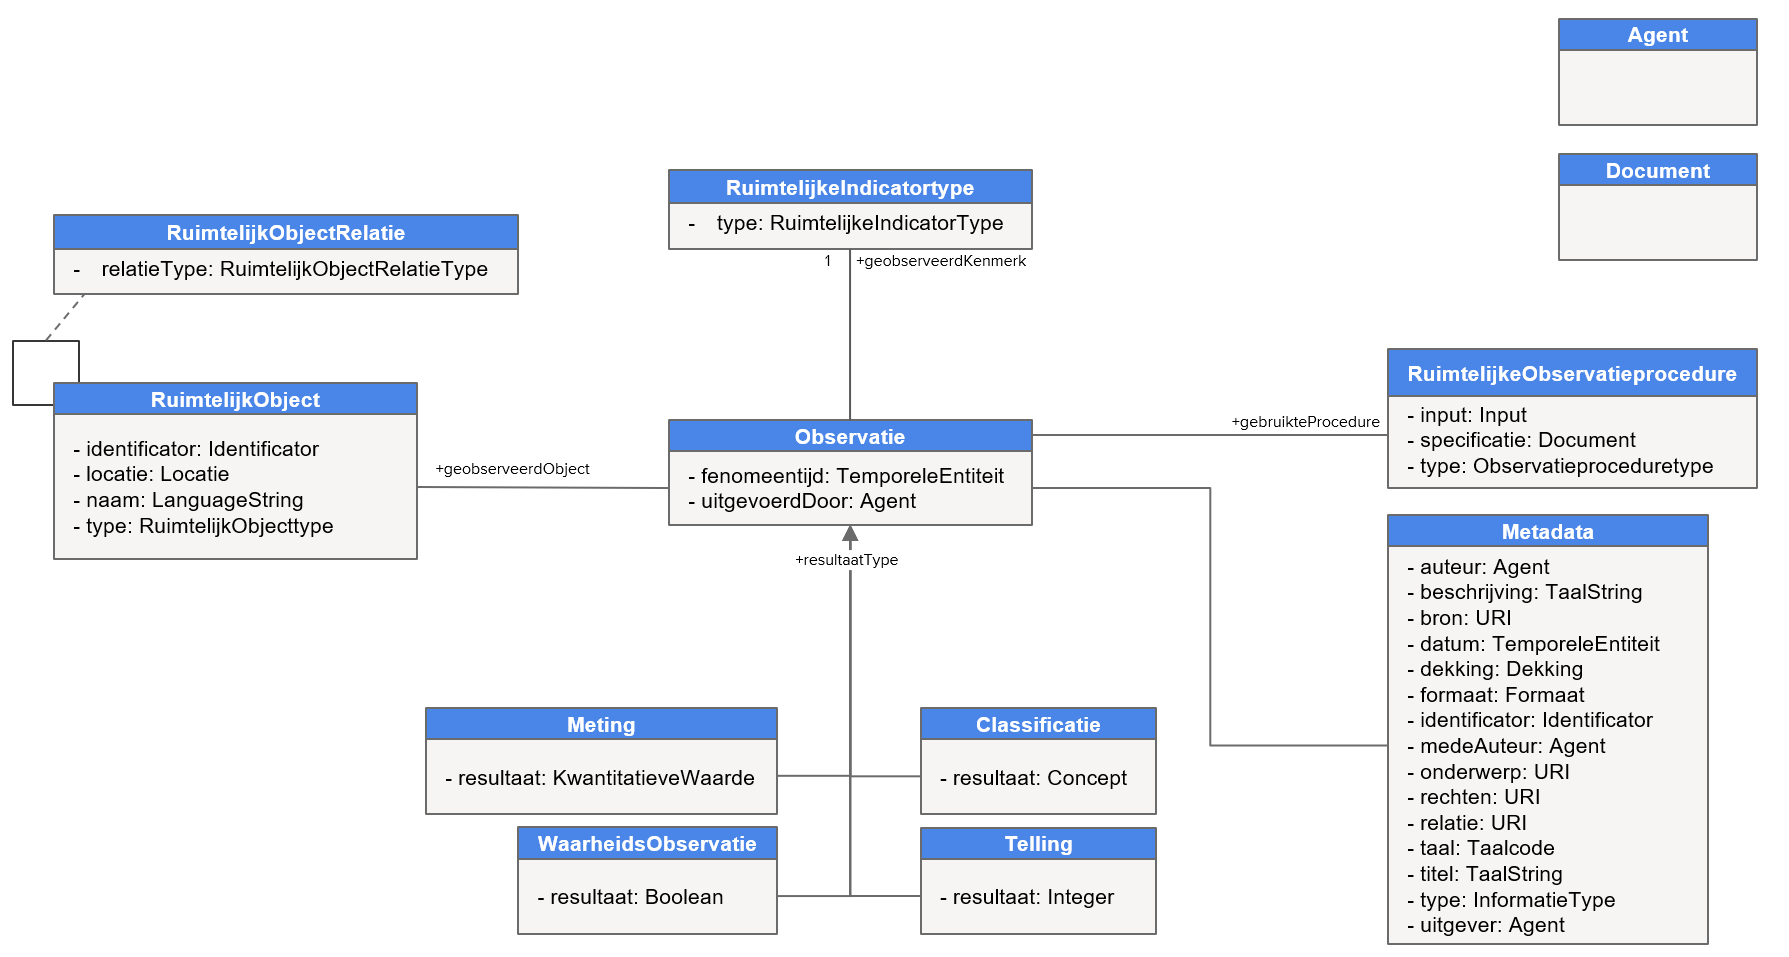 Agent
Document
RuimtelijkeIndicatortype
- type: RuimtelijkeIndicatorType
1
+geobserveerdKenmerk
RuimtelijkObjectRelatie
- relatieType: RuimtelijkObjectRelatieType
RuimtelijkObject
- identificator: Identificator
- locatie: Locatie
- naam: LanguageString
- type: RuimtelijkObjecttype
+geobserveerdObject
Observatie
- fenomeentijd: TemporeleEntiteit
- uitgevoerdDoor: Agent
+gebruikteProcedure
RuimtelijkeObservatieprocedure
- input: Input
- specificatie: Document
- type: Observatieproceduretype
+resultaatType
Metadata
- auteur: Agent
- beschrijving: TaalString
- bron: URI
- datum: TemporeleEntiteit
- dekking: Dekking
- formaat: Formaat
- identificator: Identificator
- medeAuteur: Agent
- onderwerp: URI
- rechten: URI
- relatie: URI
- taal: Taalcode
- titel: TaalString
- type: InformatieType
- uitgever: Agent
Meting
- resultaat: KwantitatieveWaarde
Classificatie
- resultaat: Concept
WaarheidsObservatie
- resultaat: Boolean
Telling
- resultaat: Integer